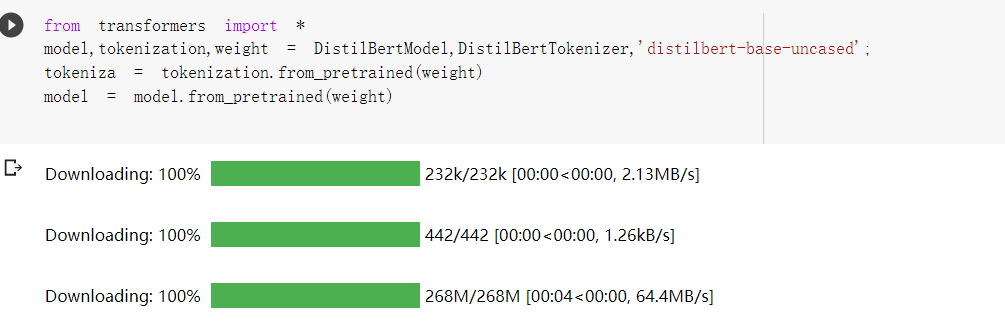 from transformers import *
model,tokenization,weight = DistilBertModel,DistilBertTokenizer,'distilbert-base-uncased';
tokeniza = tokenization.from_pretrained(weight)
model = model.from_pretrained(weight)
Downloading: 100% 232k/232k [00:00<00:00, 2.13MB/s]
Downloading: 100% 442/442 [00:00<00:00, 1.26kB/s]
Downloading: 100% 268M/268M [00:04<00:00, 64.4MB/s]